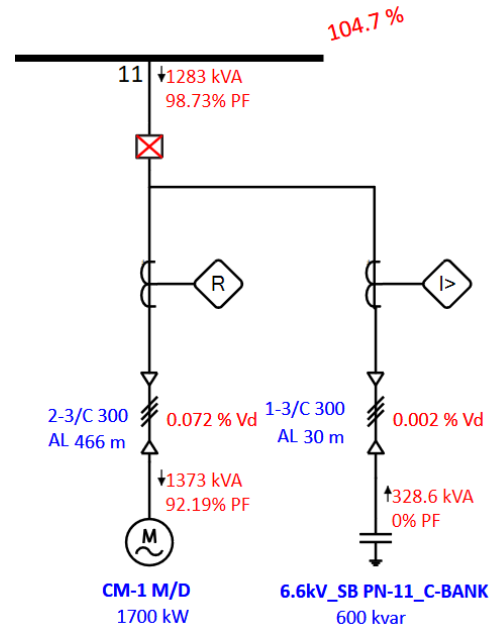 104.7 %
11
1283 kVA
98.73% PF
R
I>
2-3/C 300
AL 466 m
0.072 % Vd
1-3/C 300
AL 30 m
0.002 % Vd
1373 kVA
92.19% PF
328.6 kVA
0% PF
M
CM-1 M/D
1700 kW
6.6kV_SB PN-11_C-BANK
600 kvar